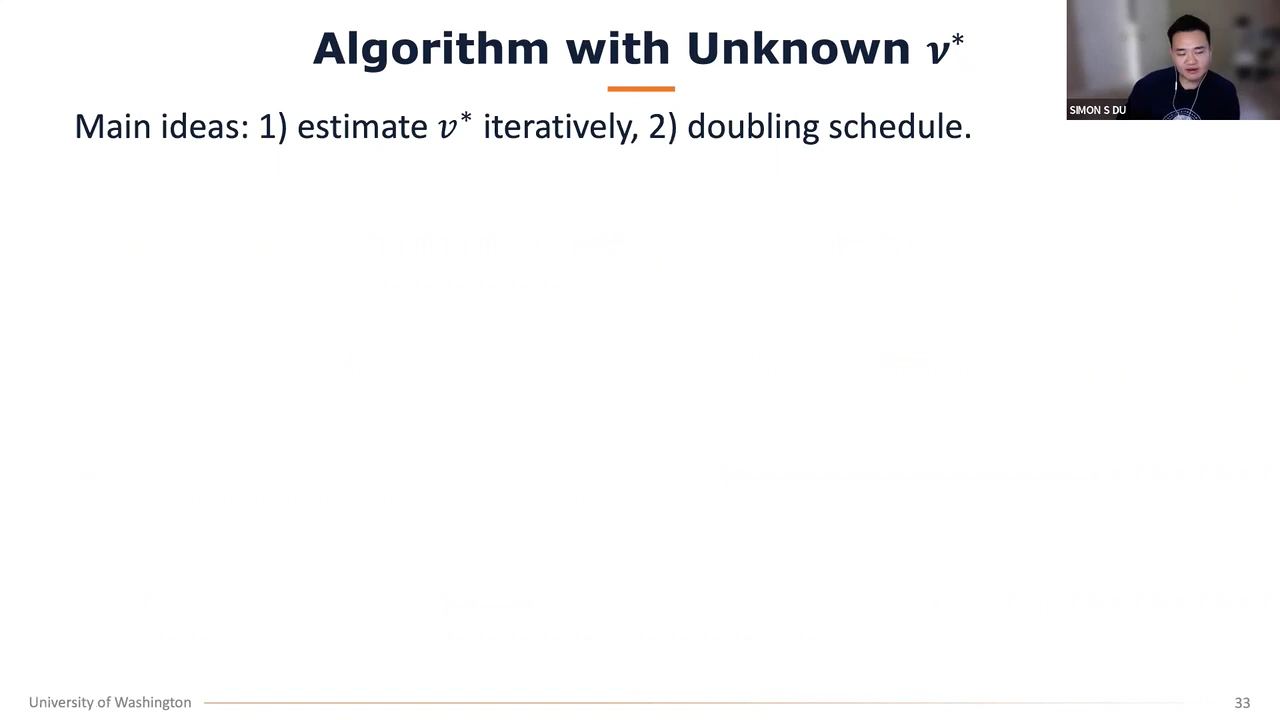 Algorithm with Unknown 𝝂*
Main ideas: 1) estimate 𝑣* iteratively, 2) doubling schedule.
SIMON S DU
University of Washington
33